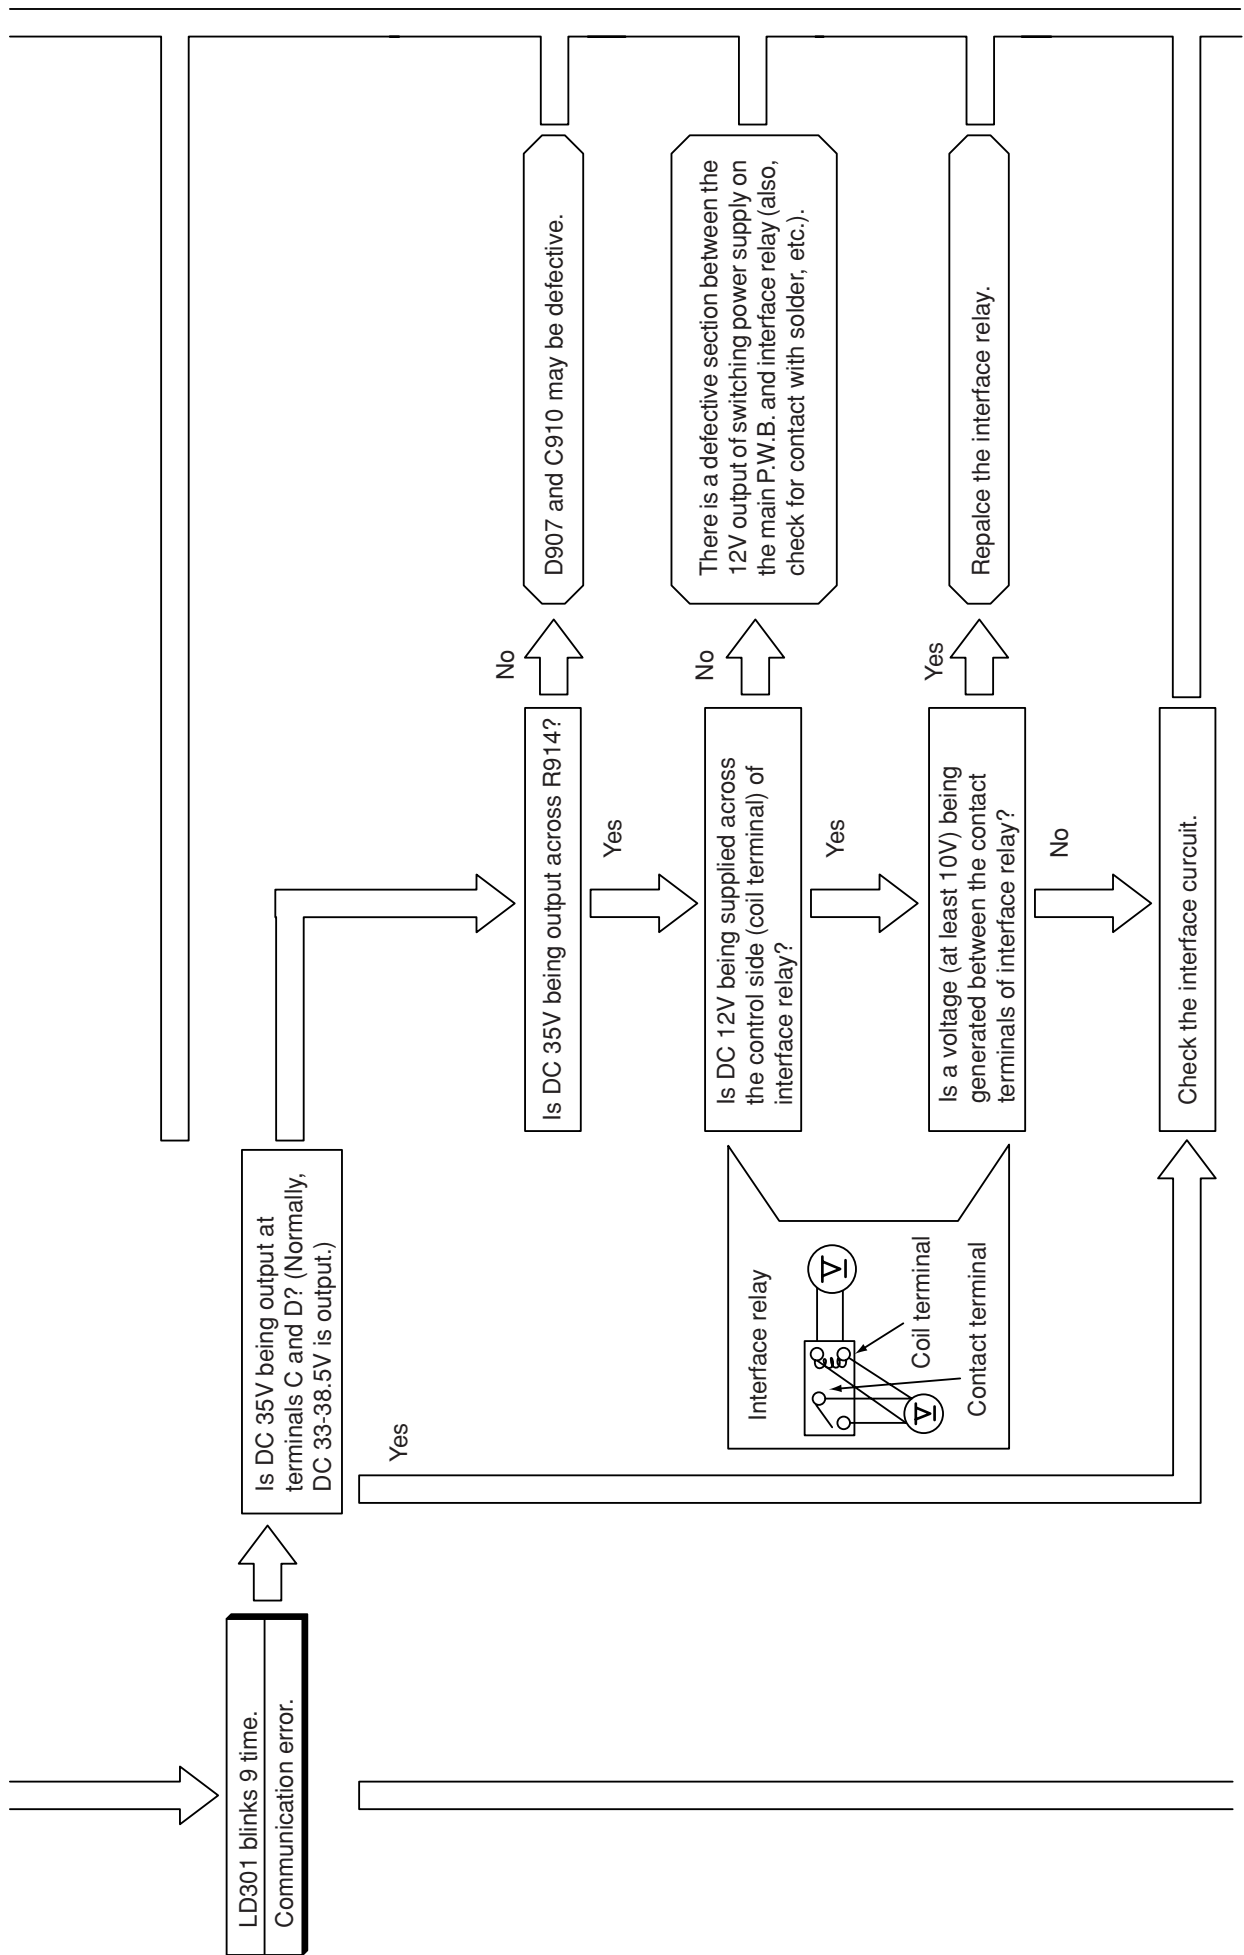 LD301 blinks 9 time.
Communication error.
Is DC 35V being output at
terminals C and D? (Normally,
DC 33-38.5V is output.)
Yes
Is DC 35V being output across R914?
No
D907 and C910 may be defective.
Yes
Is DC 12V being supplied across
the control side (coil terminal) of
interface relay?
No
There is a defective section between the
12V output of switching power supply on
the main P.W.B. and interface relay (also,
check for contact with solder, etc.).
Yes
Interface relay
V
V
Coil terminal
Contact terminal
Is a voltage (at least 10V) being
generated between the contact
terminals of interface relay?
Yes
Repalce the interface relay.
No
Check the interface curcuit.